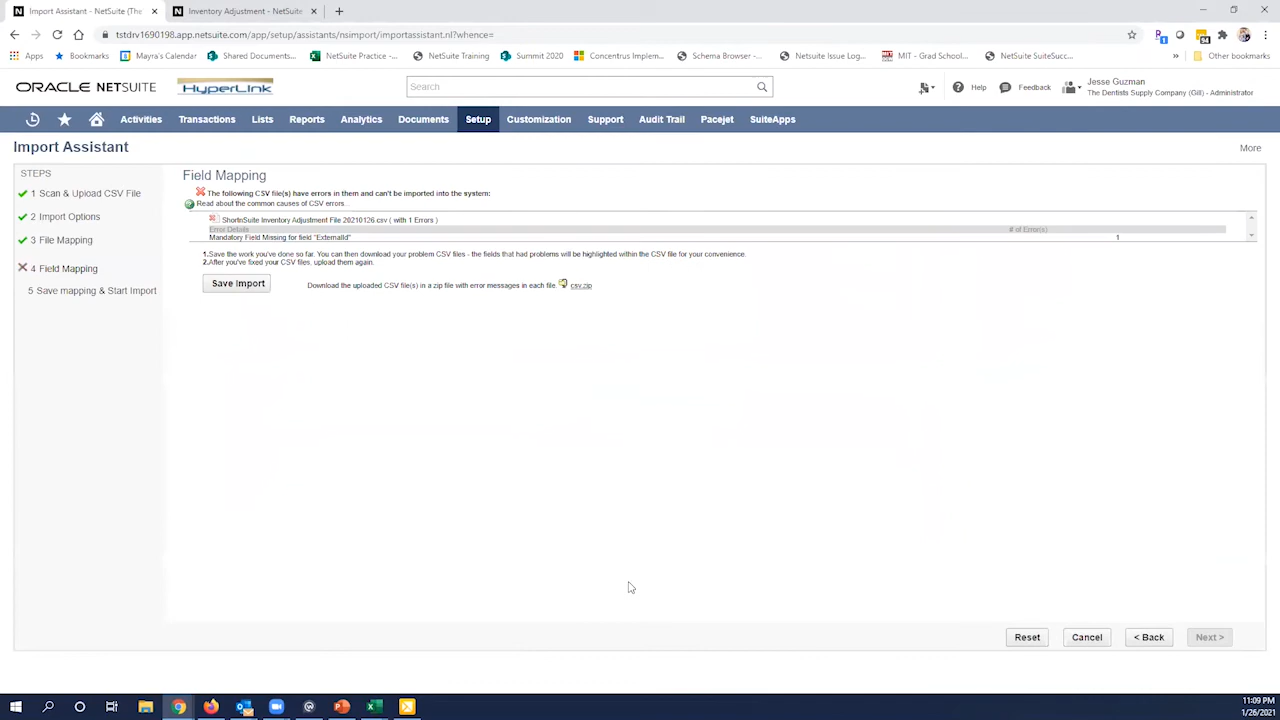 Import Assistant - NetSuite (The
Inventory Adjustment - NetSuite
tstdrv1690198.app.netsuite.com/app/setup/assistants/nsimport/importassistant.nl?whence=
Apps
Bookmarks
Mayra's Calendar
Shared Documents...
NetSuite Practice -...
NetSuite Training
Summit 2020
Concentrus Implem...
Schema Browser -...
Netsuite Issue Log...
MIT - Grad School...
NetSuite SuiteSucc...
»
Other bookmarks
ORACLE NETSUITE
HyperLink
Search
Help
Feedback
Jesse Guzman
The Dentists Supply Company (Gill) - Administrator
Activities
Transactions
Lists
Reports
Analytics
Documents
Setup
Customization
Support
Audit Trail
Pacejet
SuiteApps
Import Assistant
More
STEPS
1 Scan & Upload CSV File
2 Import Options
3 File Mapping
4 Field Mapping
5 Save mapping & Start Import
Field Mapping
The following CSV file(s) have errors in them and can't be imported into the system:
Read about the common causes of CSV errors.
ShortnSuite Inventory Adjustment File 20210126.csv ( with 1 Errors )
Error Details # of Error(s)
Mandatory Field Missing for field "ExternalId" 1
1.Save the work you've done so far. You can then download your problem CSV files - the fields that had problems will be highlighted within the CSV file for your convenience.
2.After you've fixed your CSV files, upload them again.
Save Import
Download the uploaded CSV file(s) in a zip file with error messages in each file.
csv.zip
Reset
Cancel
< Back
Next >
11:09 PM
1/26/2021